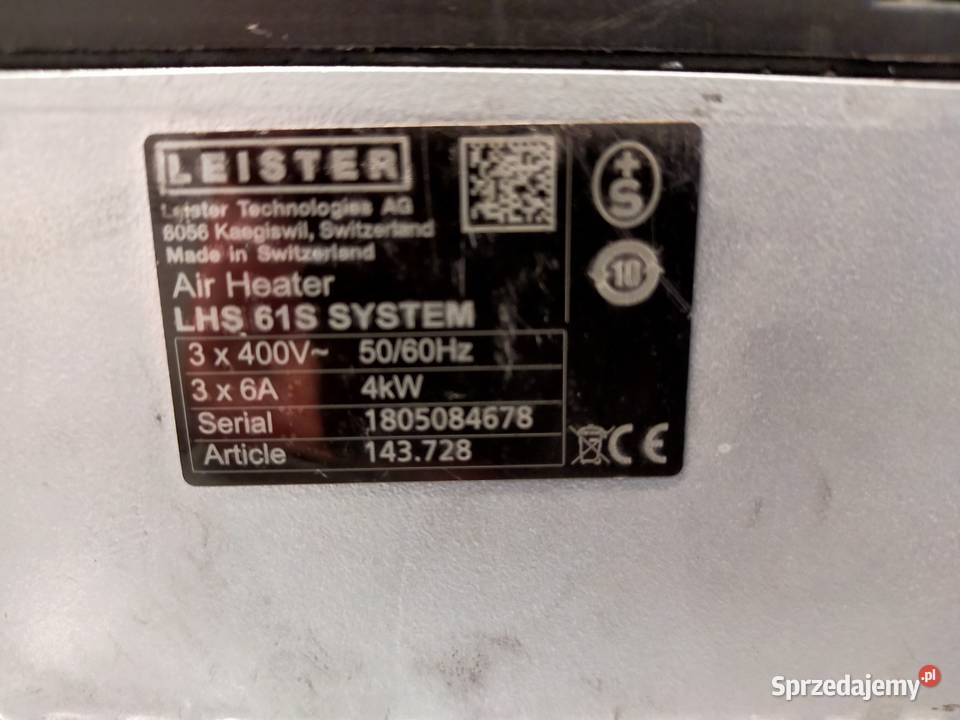 LEISTER
Leister Technologies AG
6056 Kaegiswil, Switzerland
Made in Switzerland
Air Heater
LHS 61S SYSTEM
3 x 400V~ 50/60Hz
3 x 6A 4kW
Serial 1805084678
Article 143.728
+S
10
CE
Sprzedajemy.pl